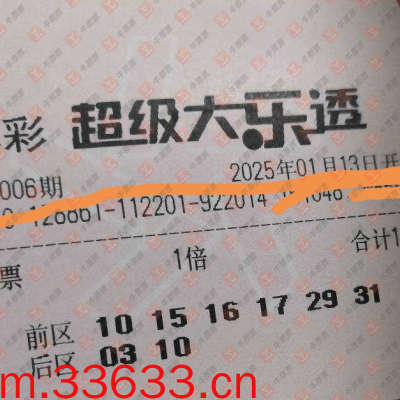 彩 超级大乐透
006期 2025年01月13日开
128861-112201-922014
票 1倍 合计1
前区 10 15 16 17 29 31
后区 03 10
m.33633.cn